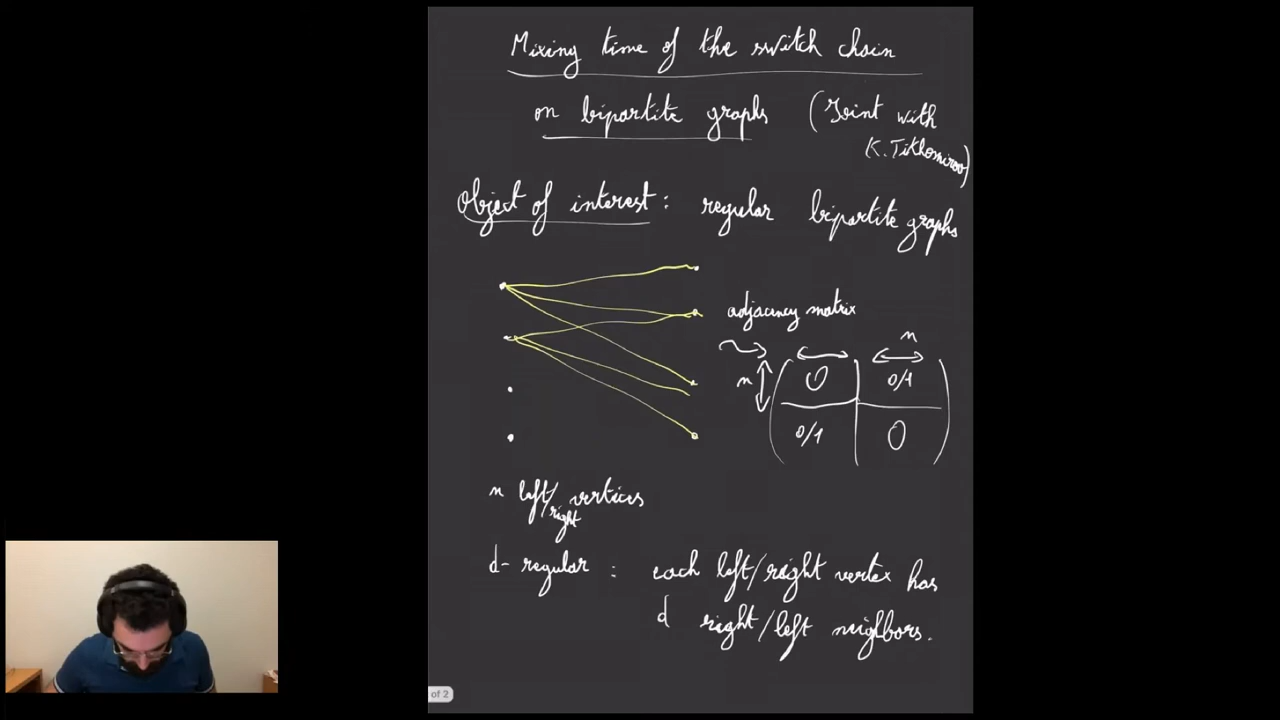 Mixing time of the switch chain
on bipartite graphs (Joint with
K. Tikhomirov)
Object of interest: regular bipartite graphs
adjacency matrix
n
n
0 0/1
0/1 0
n left/right vertices
d-regular : each left/right vertex has
d right/left neighbors.
of 2